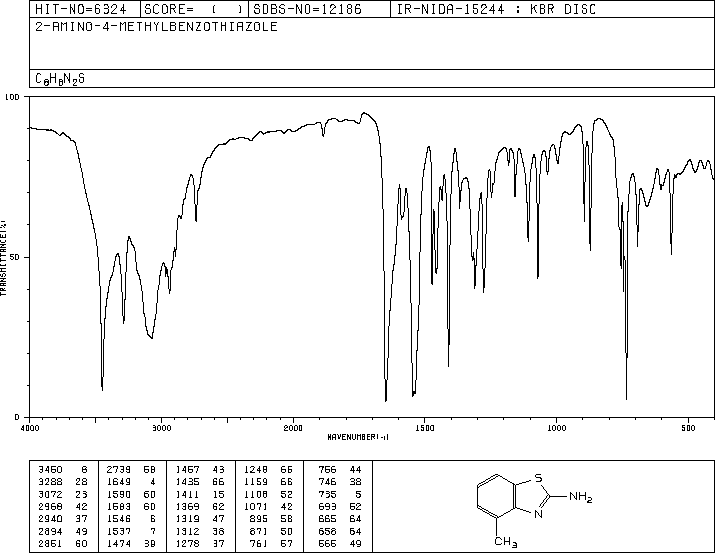 HIT-NO=6324 SCORE= ( ) SDBS-NO=12186 IR-NIDA-15244 : KBR DISC
2-AMINO-4-METHYLBENZOTHIAZOLE
C8H8N2S
100
TRANSMITTANCE(%)
50
0
4000 3000 2000 1500 1000 500
WAVENUMBER(-1)
3460 8 2739 58 1457 43 1248 66 756 44
3288 28 1649 4 1435 66 1159 66 746 38
3072 23 1590 60 1411 15 1108 52 735 5
2968 42 1583 60 1369 62 1071 42 693 52
2940 37 1546 6 1319 47 895 58 665 64
2894 49 1537 7 1312 38 871 50 658 64
2851 60 1474 39 1278 37 761 57 566 49
S
NH2
N
CH3